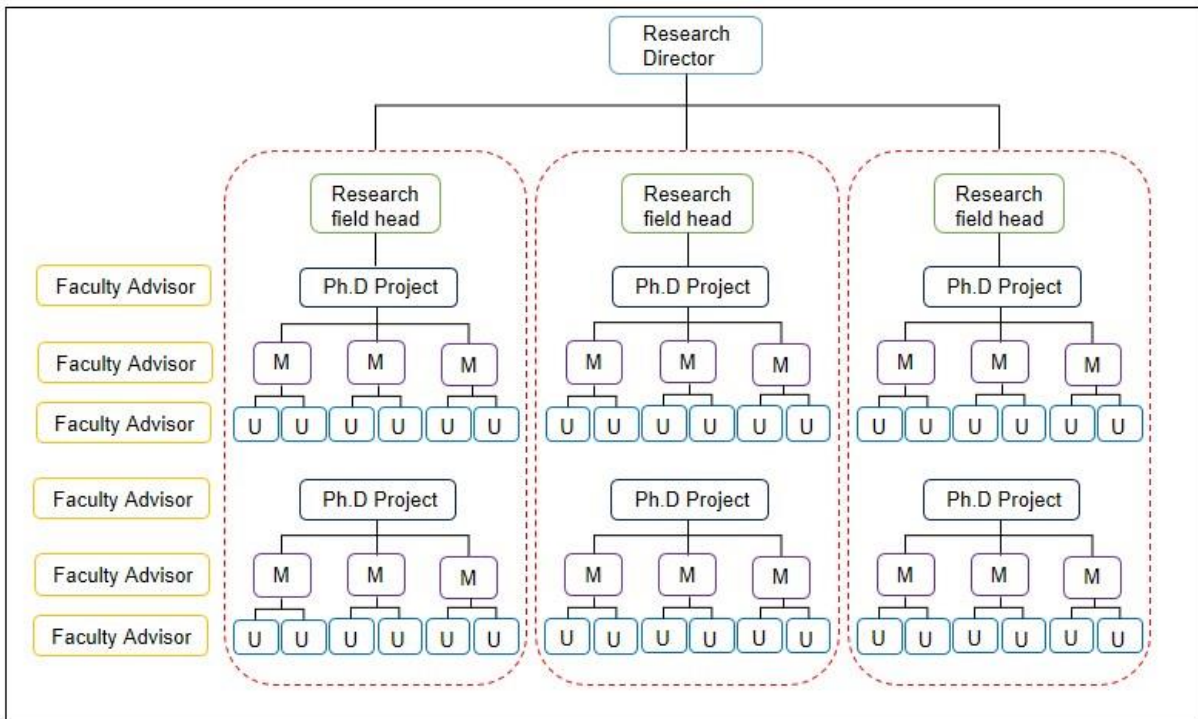 Research
Director
Research
field head
Research
field head
Research
field head
Faculty Advisor
Ph.D Project
Ph.D Project
Ph.D Project
Faculty Advisor
M M M M M M M M M
Faculty Advisor
U U U U U U U U U U U U U U U U U U
Faculty Advisor
Ph.D Project
Ph.D Project
Ph.D Project
Faculty Advisor
M M M M M M M M M
Faculty Advisor
U U U U U U U U U U U U U U U U U U